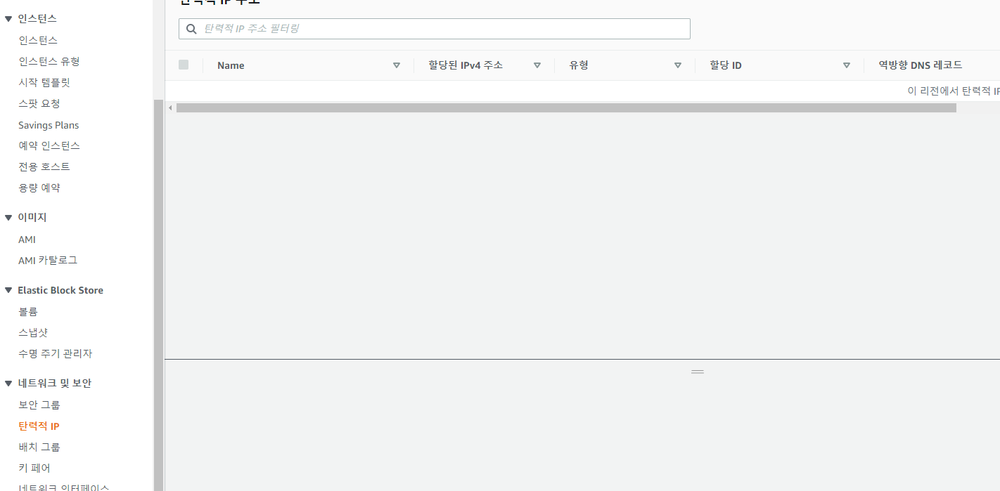 인스턴스
인스턴스
인스턴스 유형
시작 템플릿
스팟 요청
Savings Plans
예약 인스턴스
전용 호스트
용량 예약
이미지
AMI
AMI 카탈로그
Elastic Block Store
볼륨
스냅샷
수명 주기 관리자
네트워크 및 보안
보안 그룹
탄력적 IP
배치 그룹
키 페어
네트워크 인터페이스
탄력적 IP 주소
탄력적 IP 주소 필터링
Name 할당된 IPv4 주소 유형 할당 ID 역방향 DNS 레코드
이 리전에서 탄력적 IP